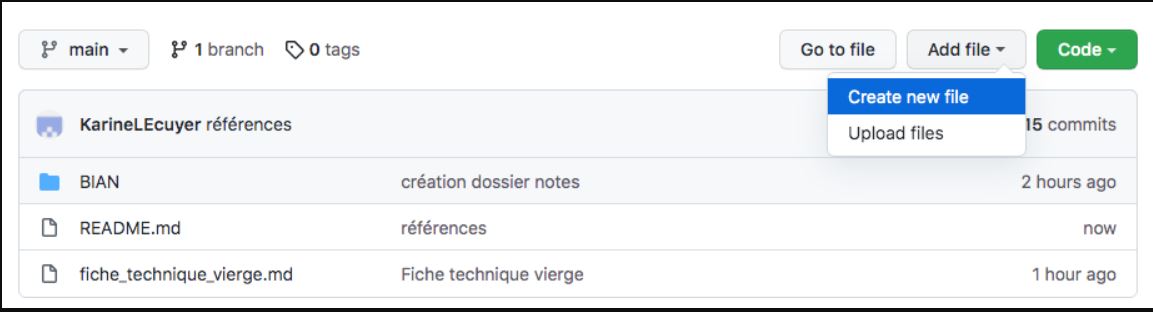 main 1 branch 0 tags Go to file Add file Code
Create new file
KarineLEcuyer références 15 commits
Upload files
BIAN création dossier notes 2 hours ago
README.md références now
fiche_technique_vierge.md Fiche technique vierge 1 hour ago